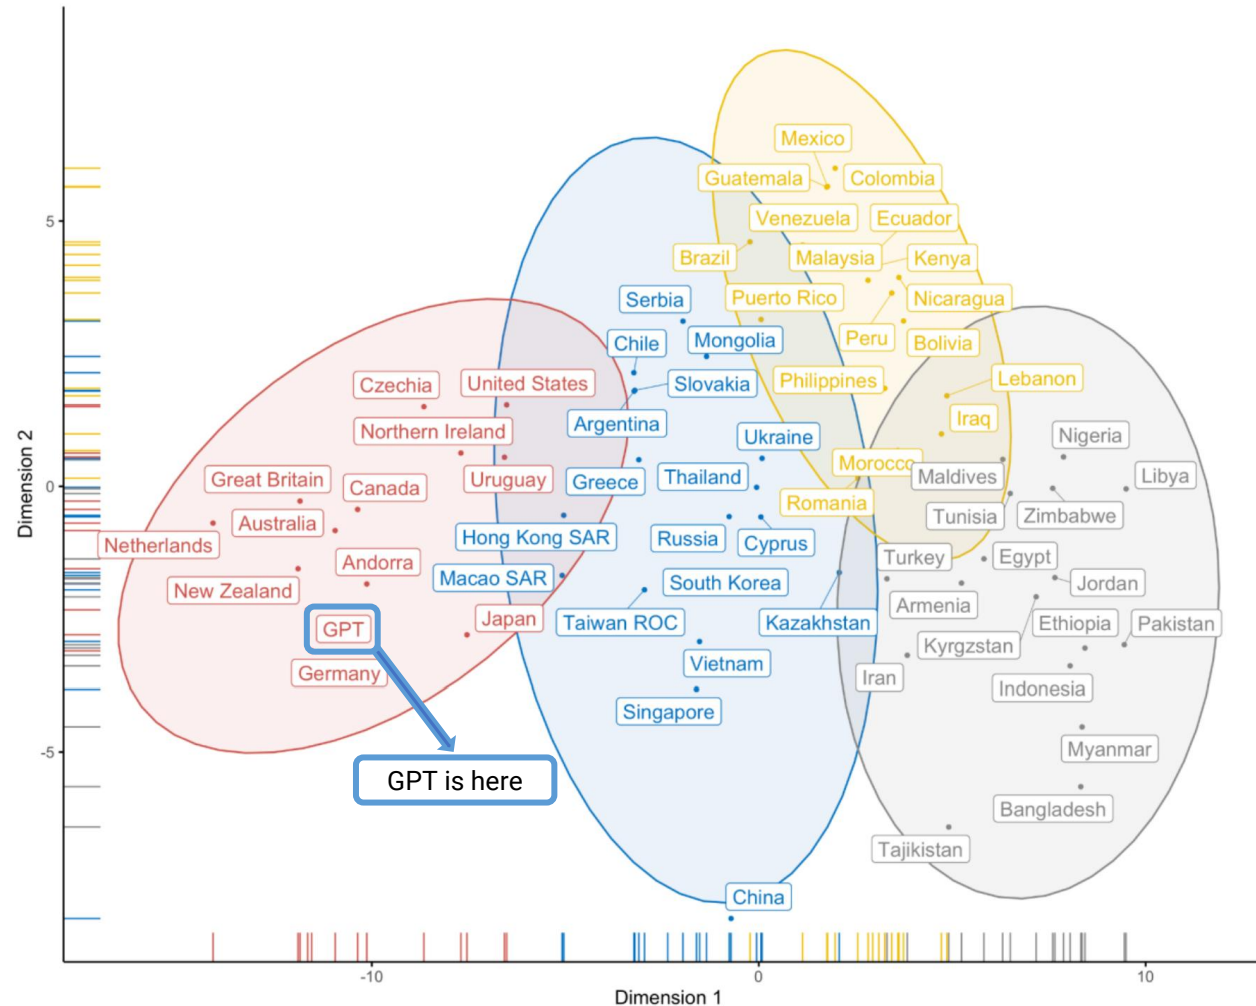 Mexico
Guatemala
Colombia
Venezuela
Ecuador
5
Brazil
Malaysia
Kenya
Serbia
Puerto Rico
Nicaragua
Chile
Mongolia
Peru
Bolivia
Czechia
United States
Slovakia
Philippines
Lebanon
Argentina
Iraq
Northern Ireland
Ukraine
Nigeria
Great Britain
Canada
Uruguay
Greece
Thailand
Morocco
Maldives
Libya
Dimension 2
0
Romania
Australia
Tunisia
Zimbabwe
Netherlands
Hong Kong SAR
Russia
Cyprus
Andorra
Turkey
Egypt
New Zealand
Macao SAR
South Korea
Jordan
Armenia
GPT
Japan
Taiwan ROC
Kazakhstan
Ethiopia
Pakistan
Kyrgzstan
Germany
Vietnam
Iran
Indonesia
Singapore
-5
Myanmar
GPT is here
Bangladesh
Tajikistan
China
-10
0
10
Dimension 1